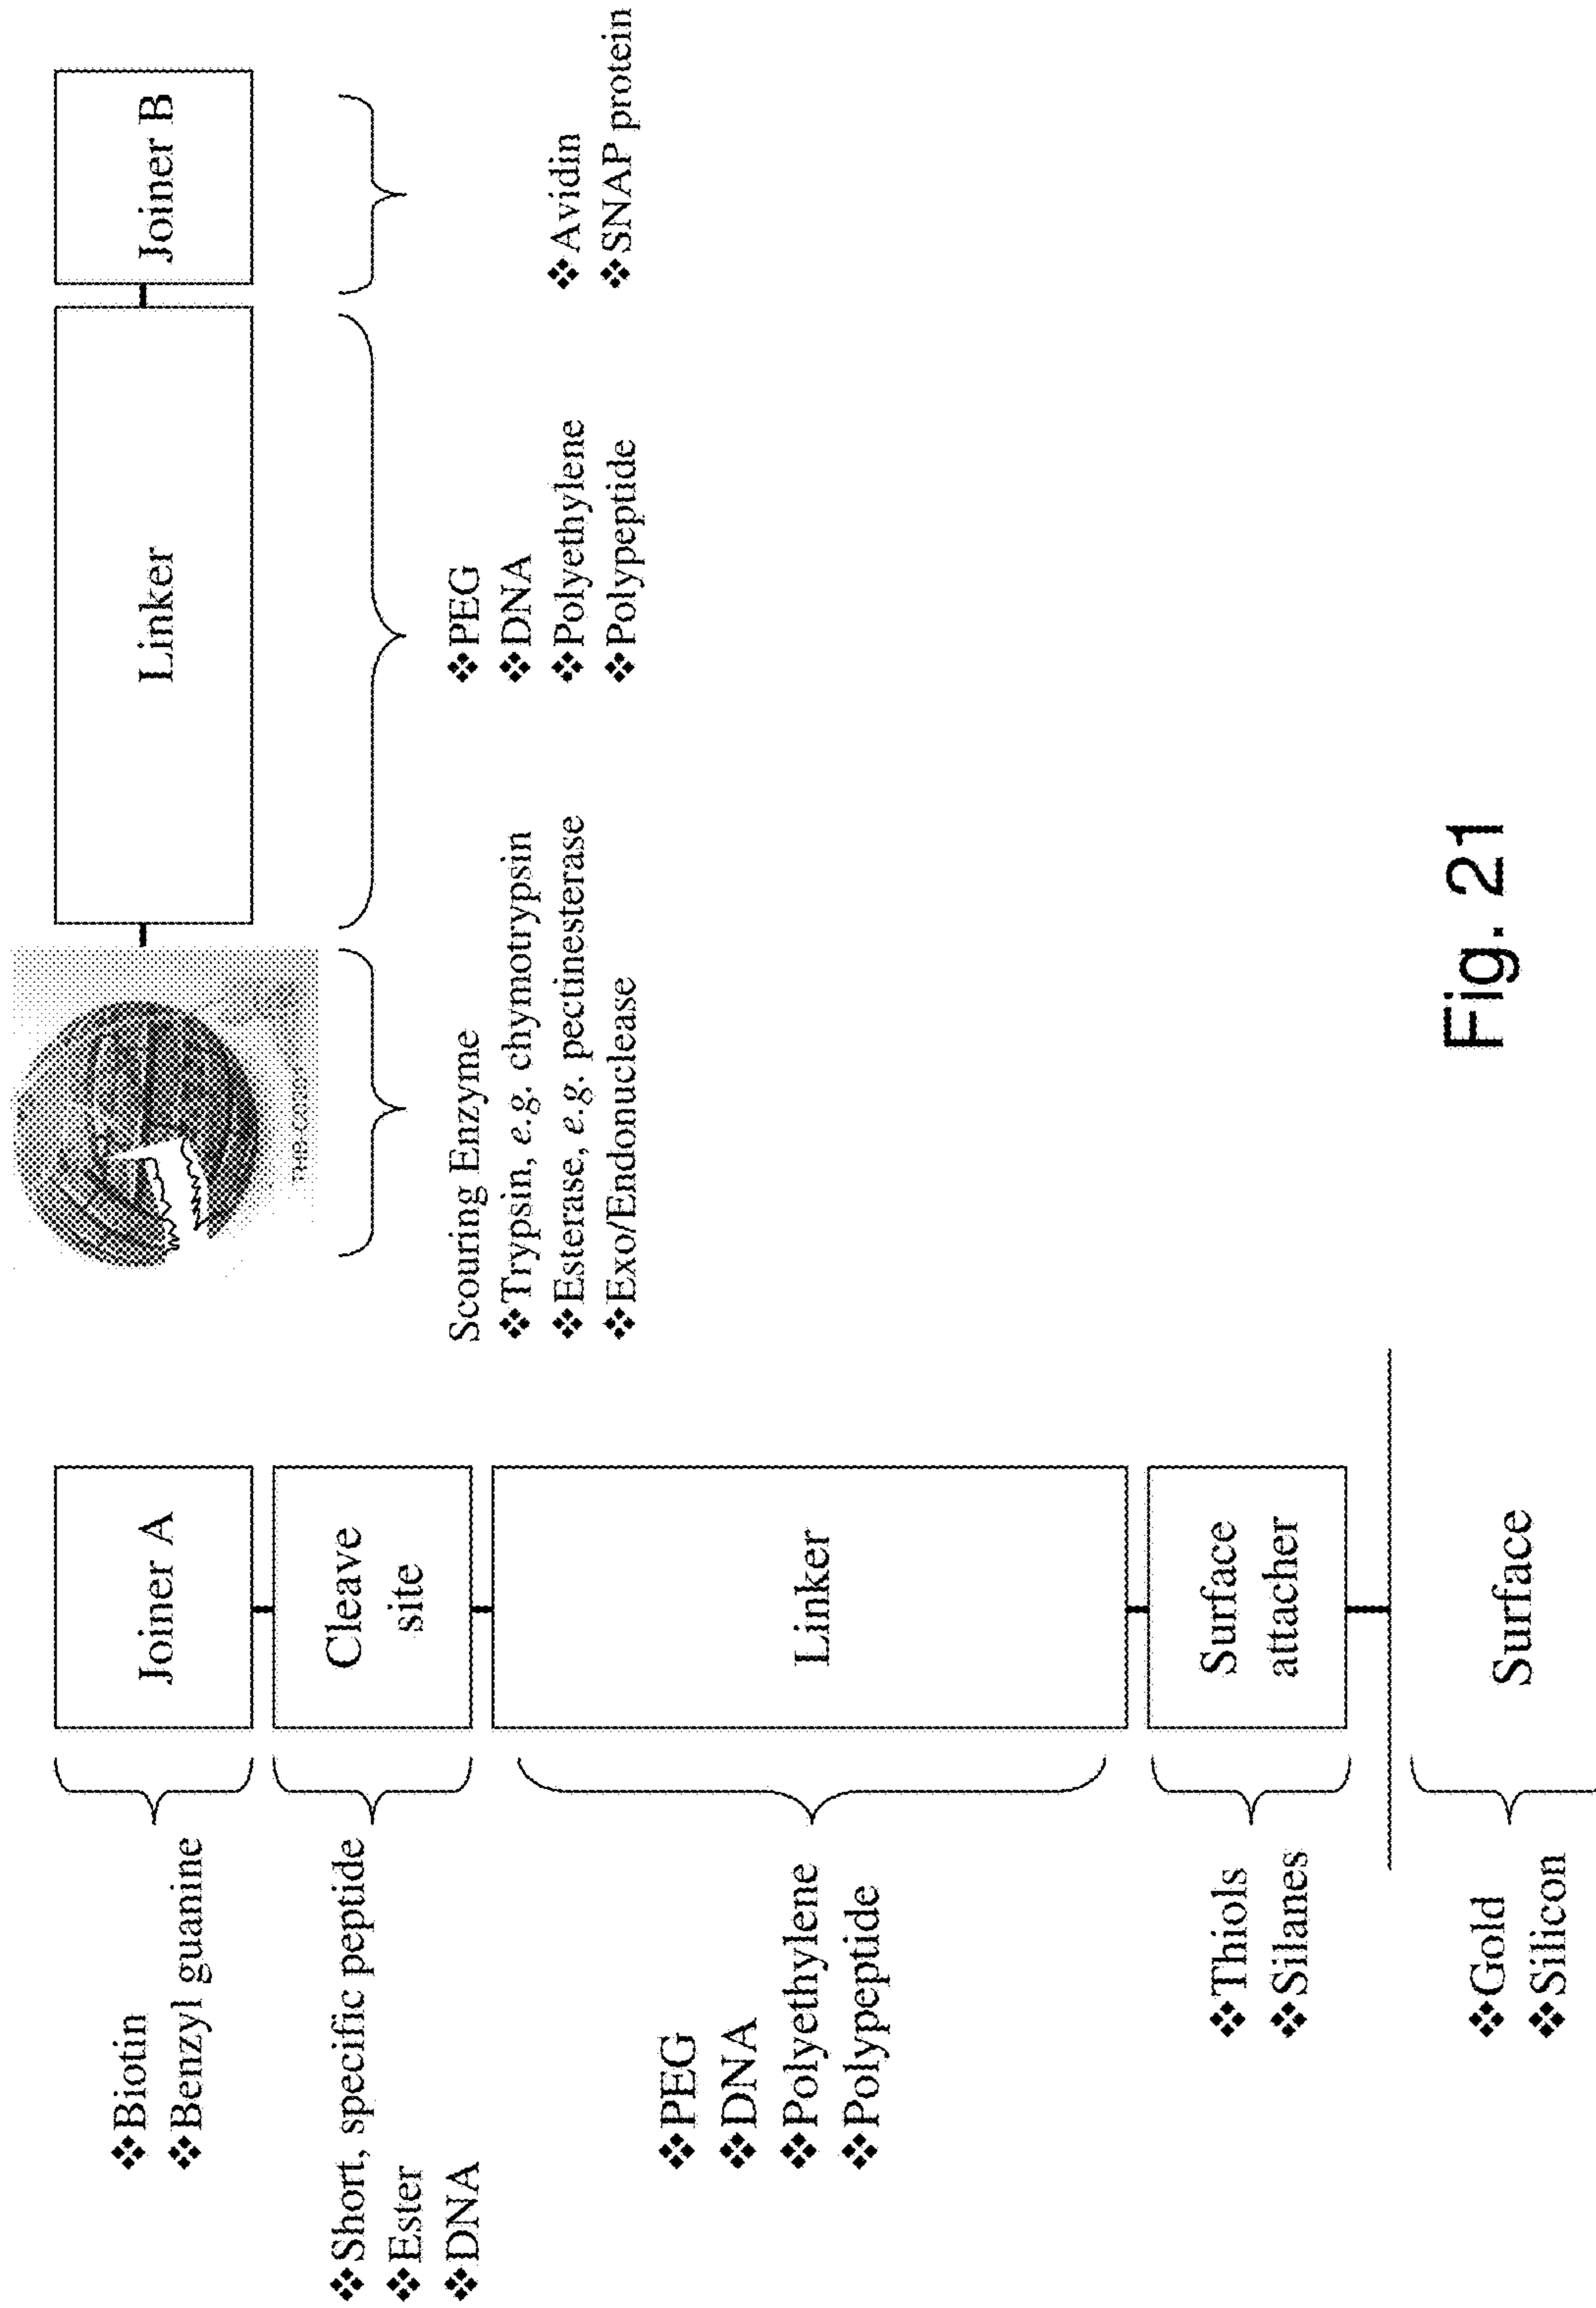 ❖Biotin
❖Benzyl guanine
Joiner A
❖Short, specific peptide
❖Ester
❖DNA
Cleave
site
❖PEG
❖DNA
❖Polyethylene
❖Polypeptide
Linker
❖Thiols
❖Silanes
Surface
attacher
❖Gold
❖Silicon
Surface
Scouring Enzyme
❖Trypsin, e.g. chymotrypsin
❖Esterase, e.g. pectinesterase
❖Exo/Endonuclease
Linker
❖PEG
❖DNA
❖Polyethylene
❖Polypeptide
Joiner B
❖Avidin
❖SNAP protein
Fig. 21